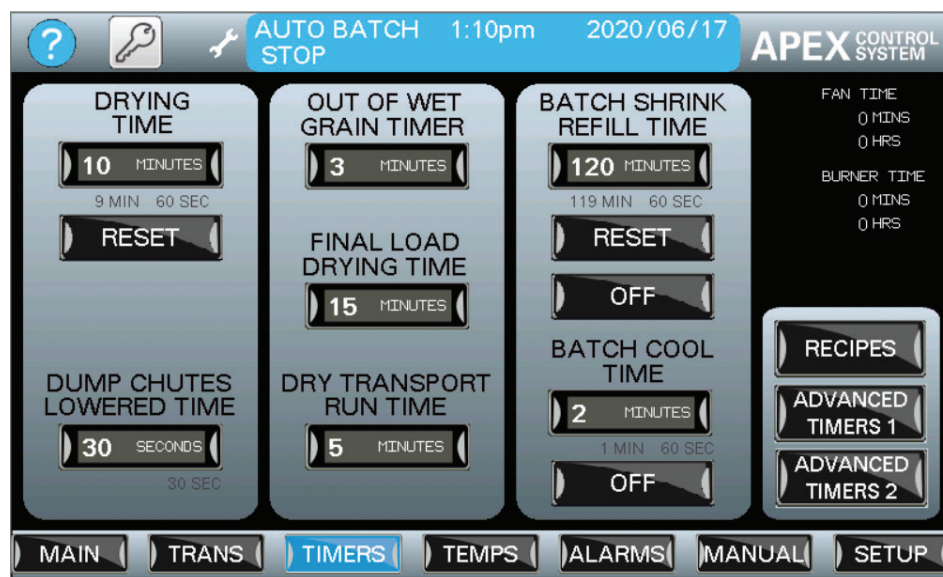 ?
AUTO BATCH 1:10pm 2020/06/17
STOP
APEX CONTROL
SYSTEM
DRYING
TIME
10 MINUTES
9 MIN 60 SEC
RESET
DUMP CHUTES
LOWERED TIME
30 SECONDS
30 SEC
OUT OF WET
GRAIN TIMER
3 MINUTES
FINAL LOAD
DRYING TIME
15 MINUTES
DRY TRANSPORT
RUN TIME
5 MINUTES
BATCH SHRINK
REFILL TIME
120 MINUTES
119 MIN 60 SEC
RESET
OFF
BATCH COOL
TIME
2 MINUTES
1 MIN 60 SEC
OFF
FAN TIME
0 MINS
0 HRS
BURNER TIME
0 MINS
0 HRS
RECIPES
ADVANCED
TIMERS 1
ADVANCED
TIMERS 2
MAIN TRANS TIMERS TEMPS ALARMS MANUAL SETUP